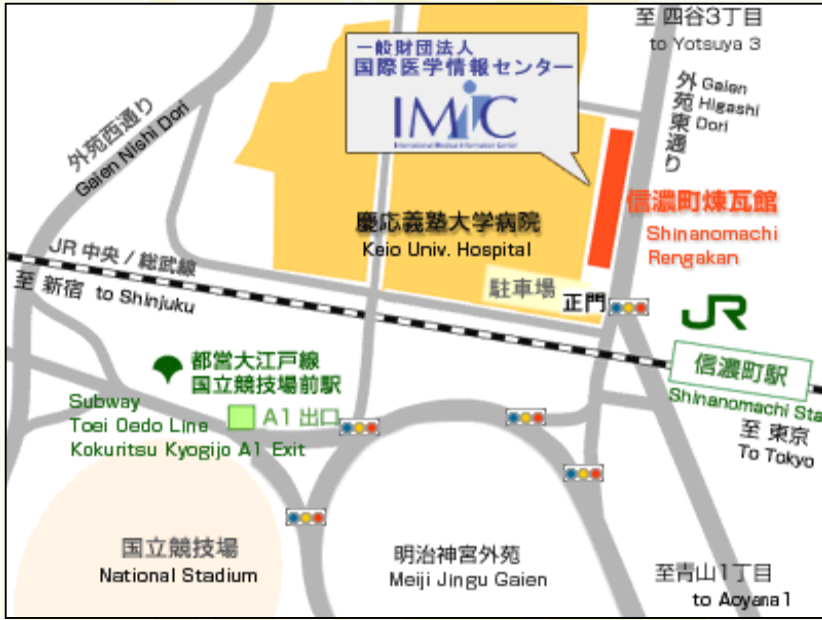 至 四谷3丁目
to Yotsuya 3
一般財団法人
国際医学情報センター
IMIC
International Medical Information Center
外苑東通り
Gaien
Higashi
Dori
外苑西通り
Gaien Nishi Dori
信濃町煉瓦館
Shinanomachi
Rengakan
慶応義塾大学病院
Keio Univ. Hospital
JR 中央 / 総武線
至 新宿 to Shinjuku
駐車場
正門
JR
信濃町駅
Shinanomachi Sta
至 東京
To Tokyo
都営大江戸線
国立競技場前駅
A1 出口
Subway
Toei Oedo Line
Kokuritsu Kyogijo A1 Exit
国立競技場
National Stadium
明治神宮外苑
Meiji Jingu Gaien
至青山1丁目
to Aoyana 1